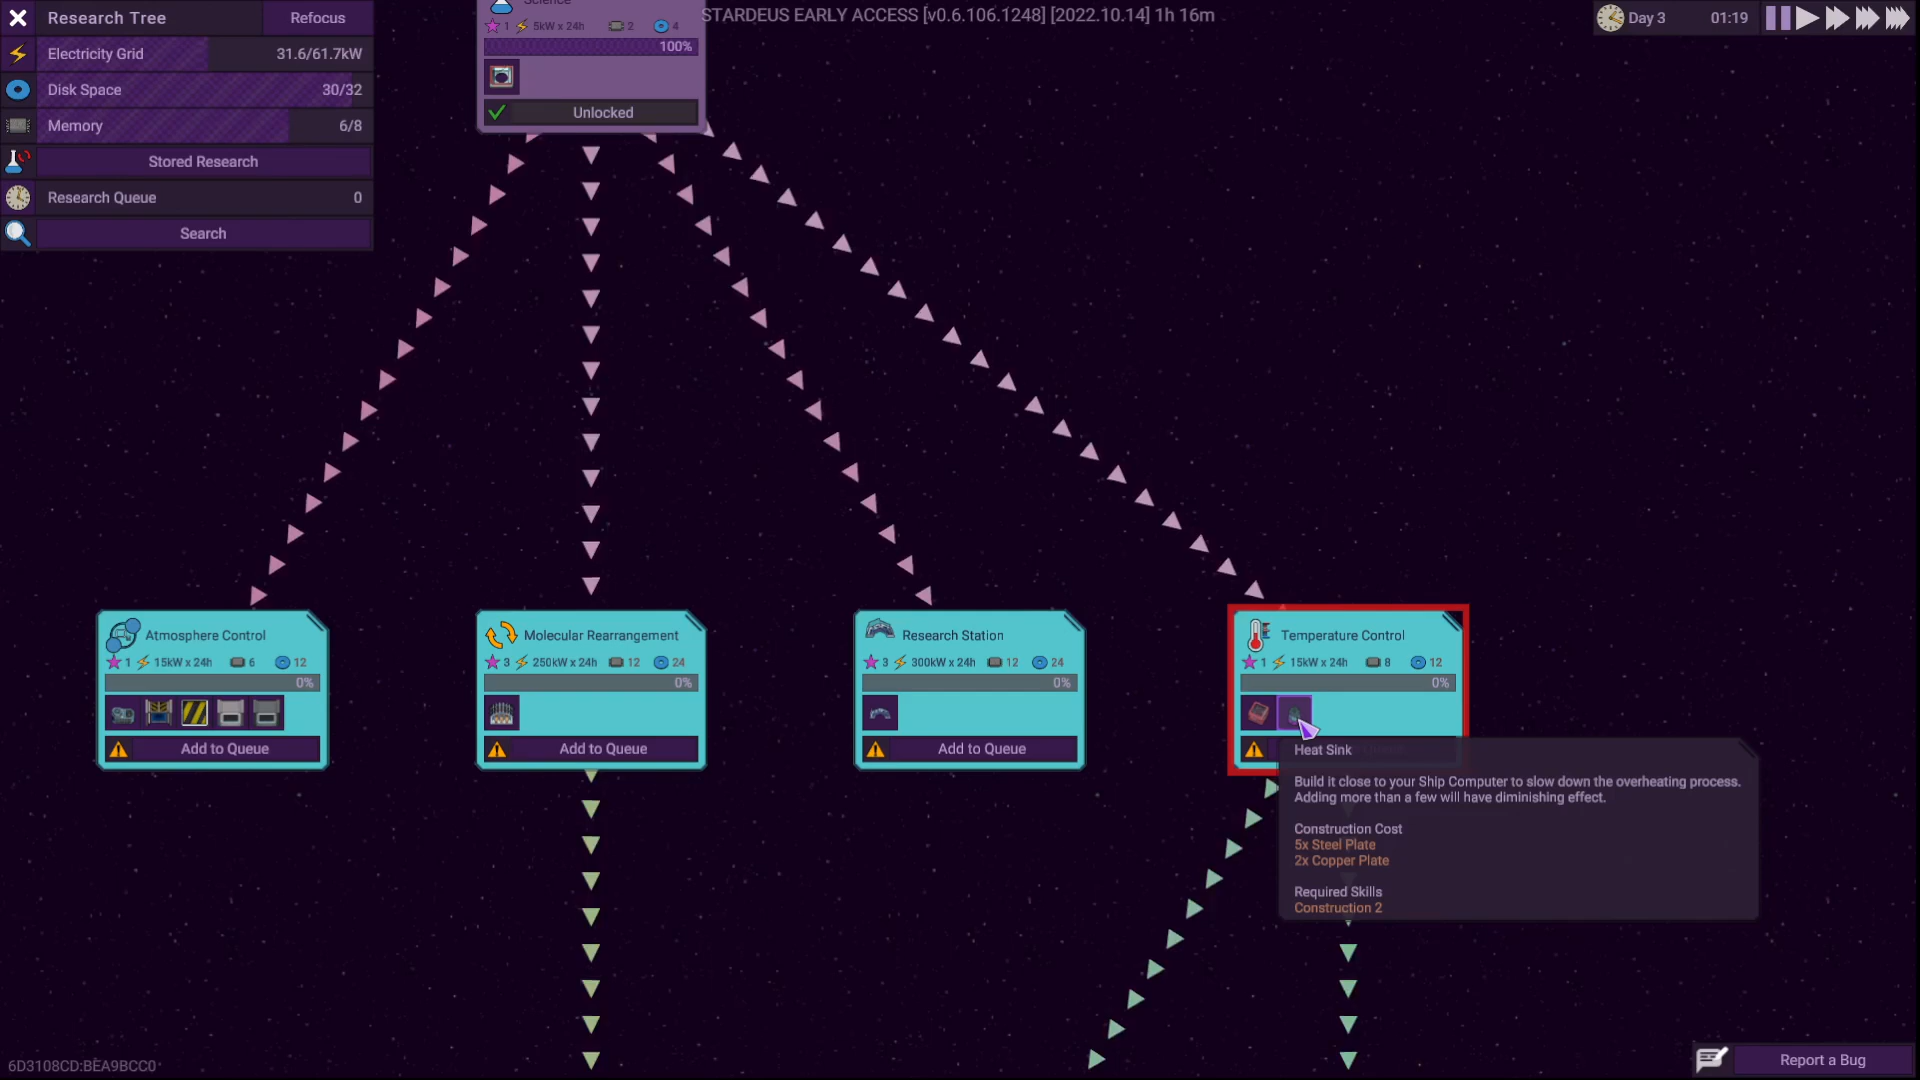 Research Tree
Refocus
Electricity Grid 31.6/61.7kW
Disk Space 30/32
Memory 6/8
Stored Research
Research Queue 0
Search
Science
1 5kW x 24h 2 4
100%
Unlocked
STARDEUS EARLY ACCESS [v0.6.106.1248] [2022.10.14] 1h 16m
Day 3 01:19
Atmosphere Control
1 15kW x 24h 6 12
0%
Add to Queue
Molecular Rearrangement
3 250kW x 24h 12 24
0%
Add to Queue
Research Station
3 300kW x 24h 12 24
0%
Add to Queue
Temperature Control
1 15kW x 24h 8 12
0%
Heat Sink
Build it close to your Ship Computer to slow down the overheating process.
Adding more than a few will have diminishing effect.
Construction Cost
5x Steel Plate
2x Copper Plate
Required Skills
Construction 2
6D3108CD:BEA9BCC0
Report a Bug